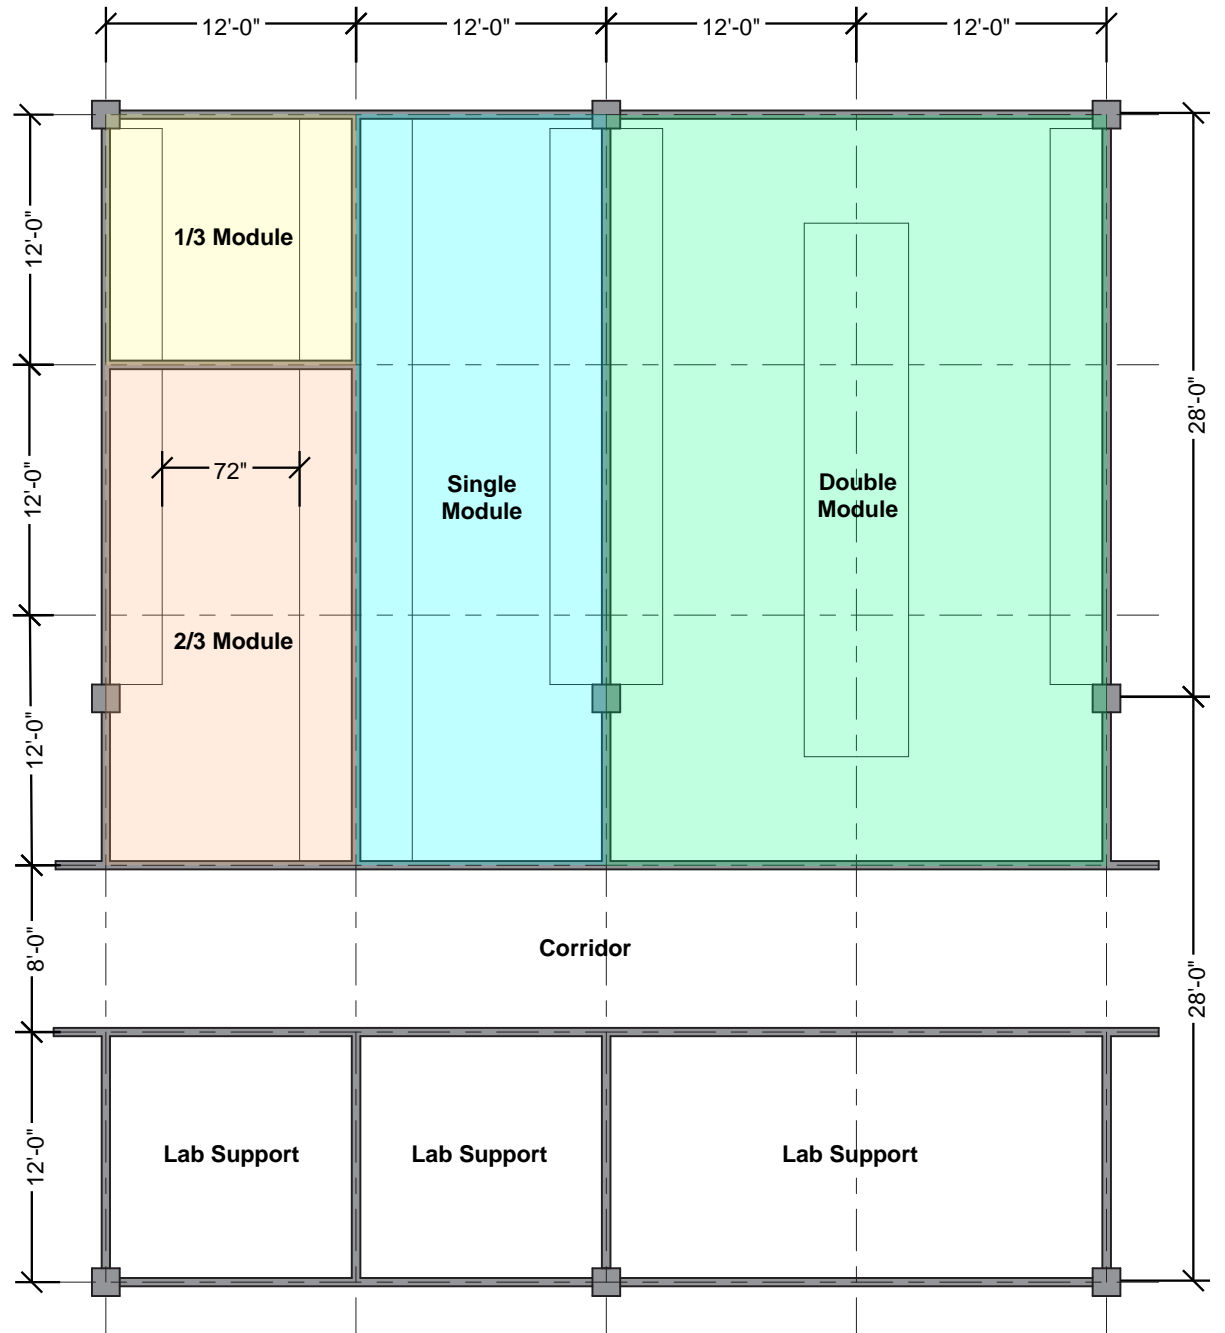 12'-0" 12'-0" 12'-0" 12'-0"
12'-0"
1/3 Module
28'-0"
12'-0"
72"
Single
Module
Double
Module
2/3 Module
12'-0"
8'-0"
Corridor
28'-0"
12'-0"
Lab Support Lab Support Lab Support